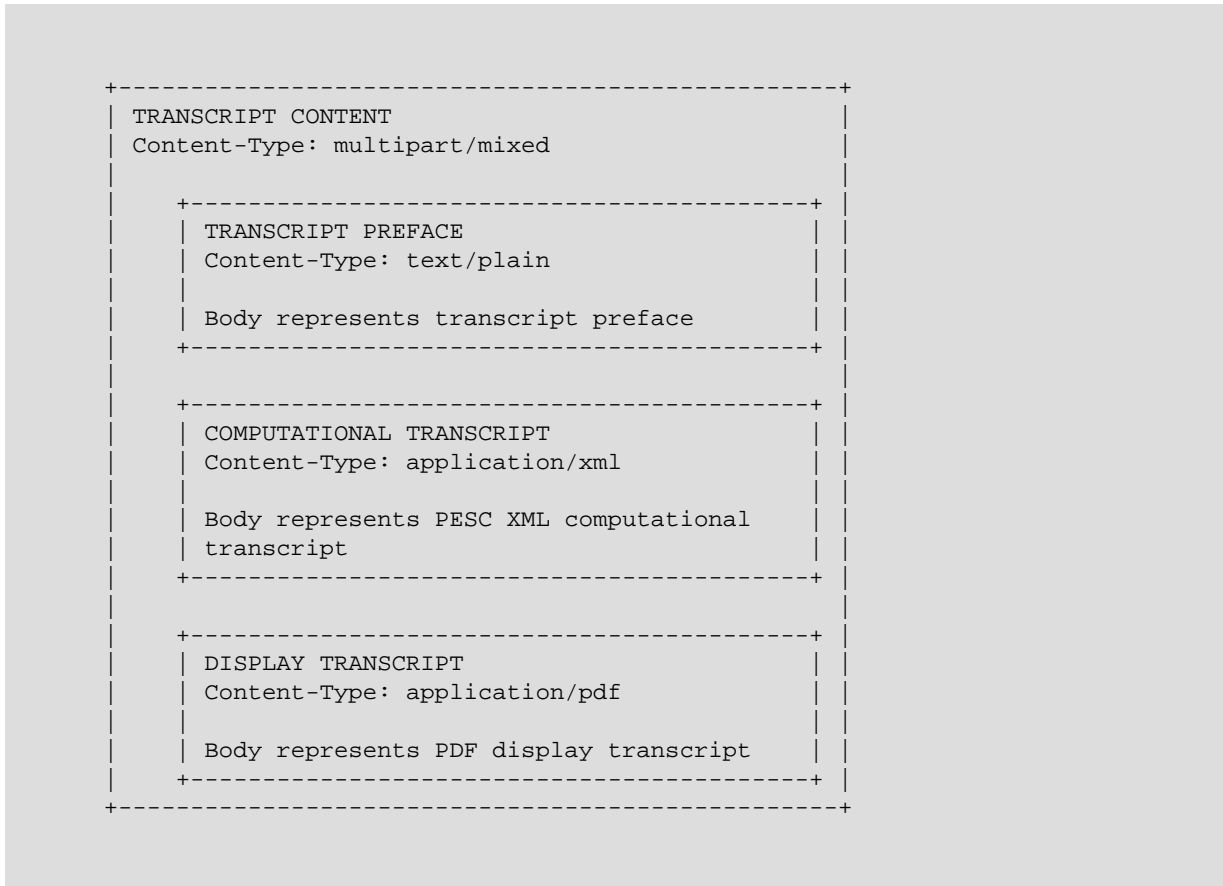 +--------------------------------------------------+
| TRANSCRIPT CONTENT                               |
| Content-Type: multipart/mixed                    |
|                                                  |
|    +-------------------------------------------+ |
|    | TRANSCRIPT PREFACE                        | |
|    | Content-Type: text/plain                  | |
|    |                                           | |
|    | Body represents transcript preface        | |
|    +-------------------------------------------+ |
|                                                  |
|    +-------------------------------------------+ |
|    | COMPUTATIONAL TRANSCRIPT                  | |
|    | Content-Type: application/xml             | |
|    |                                           | |
|    | Body represents PESC XML computational    | |
|    | transcript                                | |
|    +-------------------------------------------+ |
|                                                  |
|    +-------------------------------------------+ |
|    | DISPLAY TRANSCRIPT                        | |
|    | Content-Type: application/pdf             | |
|    |                                           | |
|    | Body represents PDF display transcript    | |
|    +-------------------------------------------+ |
+--------------------------------------------------+